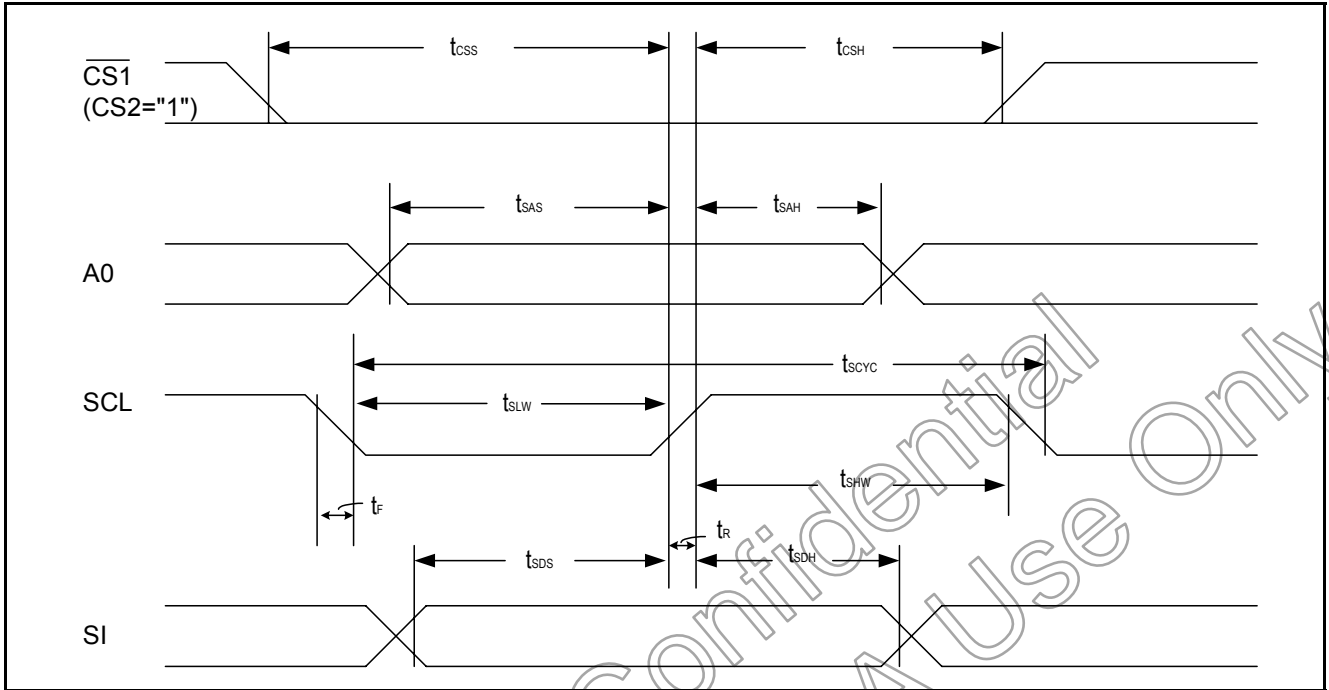 tCSS
tCSH
CS1
(CS2="1")
tSAS
tSAH
A0
tSCYC
SCL
tSLW
tSHW
tF
tR
tSDS
tSDH
SI
Confidential
A Use Only